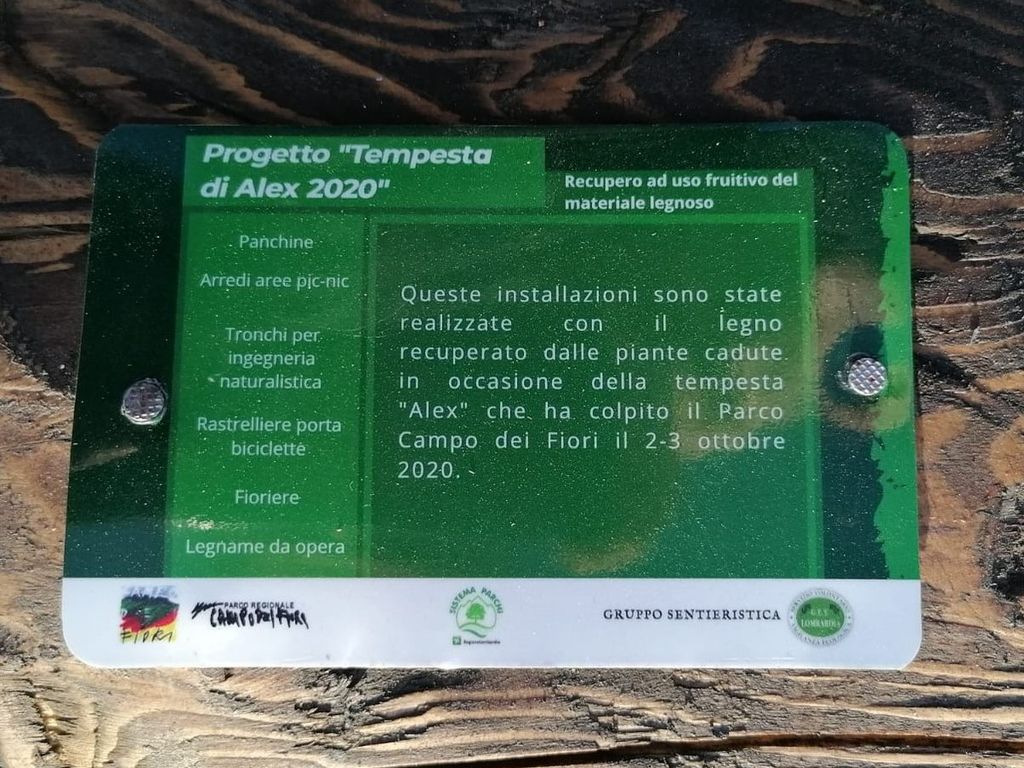 Progetto "Tempesta
di Alex 2020"
Recupero ad uso fruitivo del
materiale legnoso
Panchine
Arredi aree pic-nic
Tronchi per
ingegneria
naturalistica
Rastrelliere porta
biciclette
Fioriere
Legname da opera
Queste installazioni sono state
realizzate con il legno
recuperato dalle piante cadute
in occasione della tempesta
"Alex" che ha colpito il Parco
Campo dei Fiori il 2-3 ottobre
2020.
FIORI
PARCO REGIONALE
CAMPO DEI FIORI
SISTEMA PARCHI
RegioneLombardia
GRUPPO SENTIERISTICA
G.E.V.
LOMBARDIA